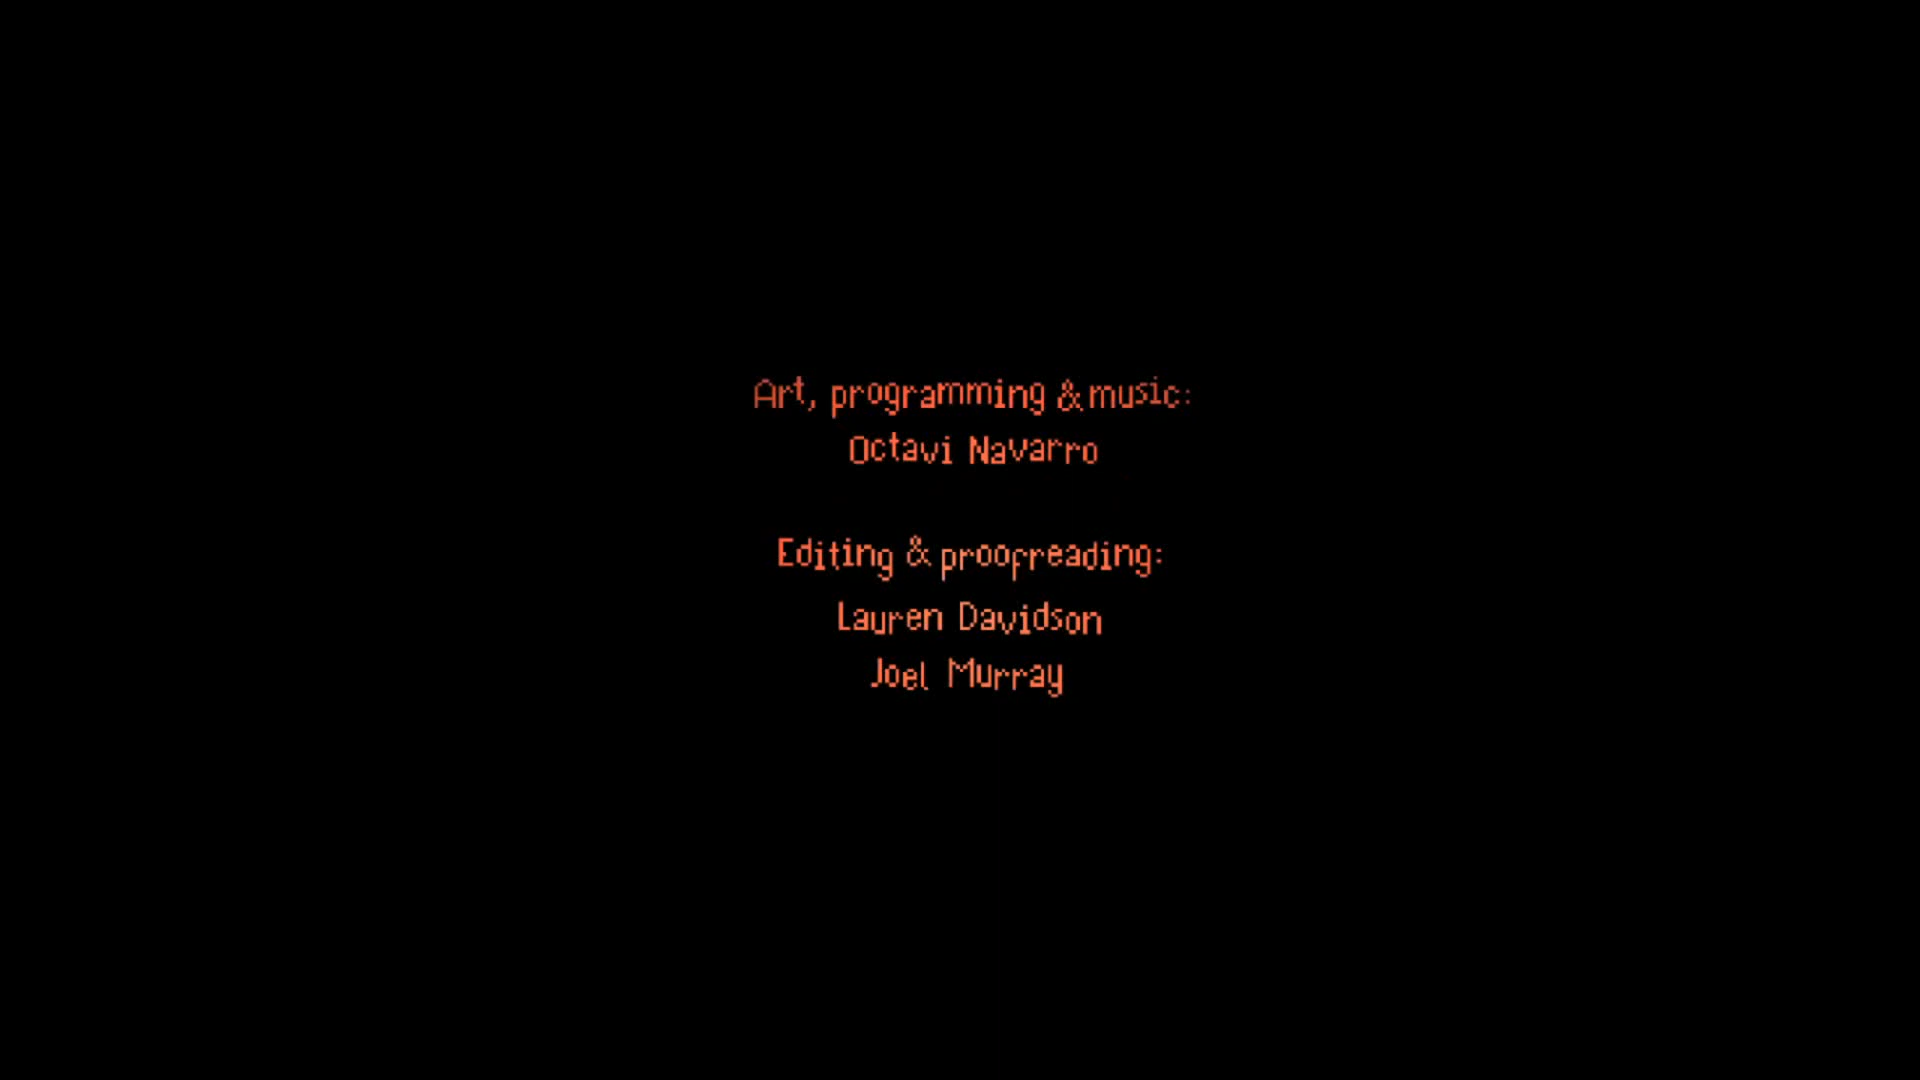 Art, programming & music:
Octavi Navarro
Editing & proofreading:
Lauren Davidson
Joel Murray